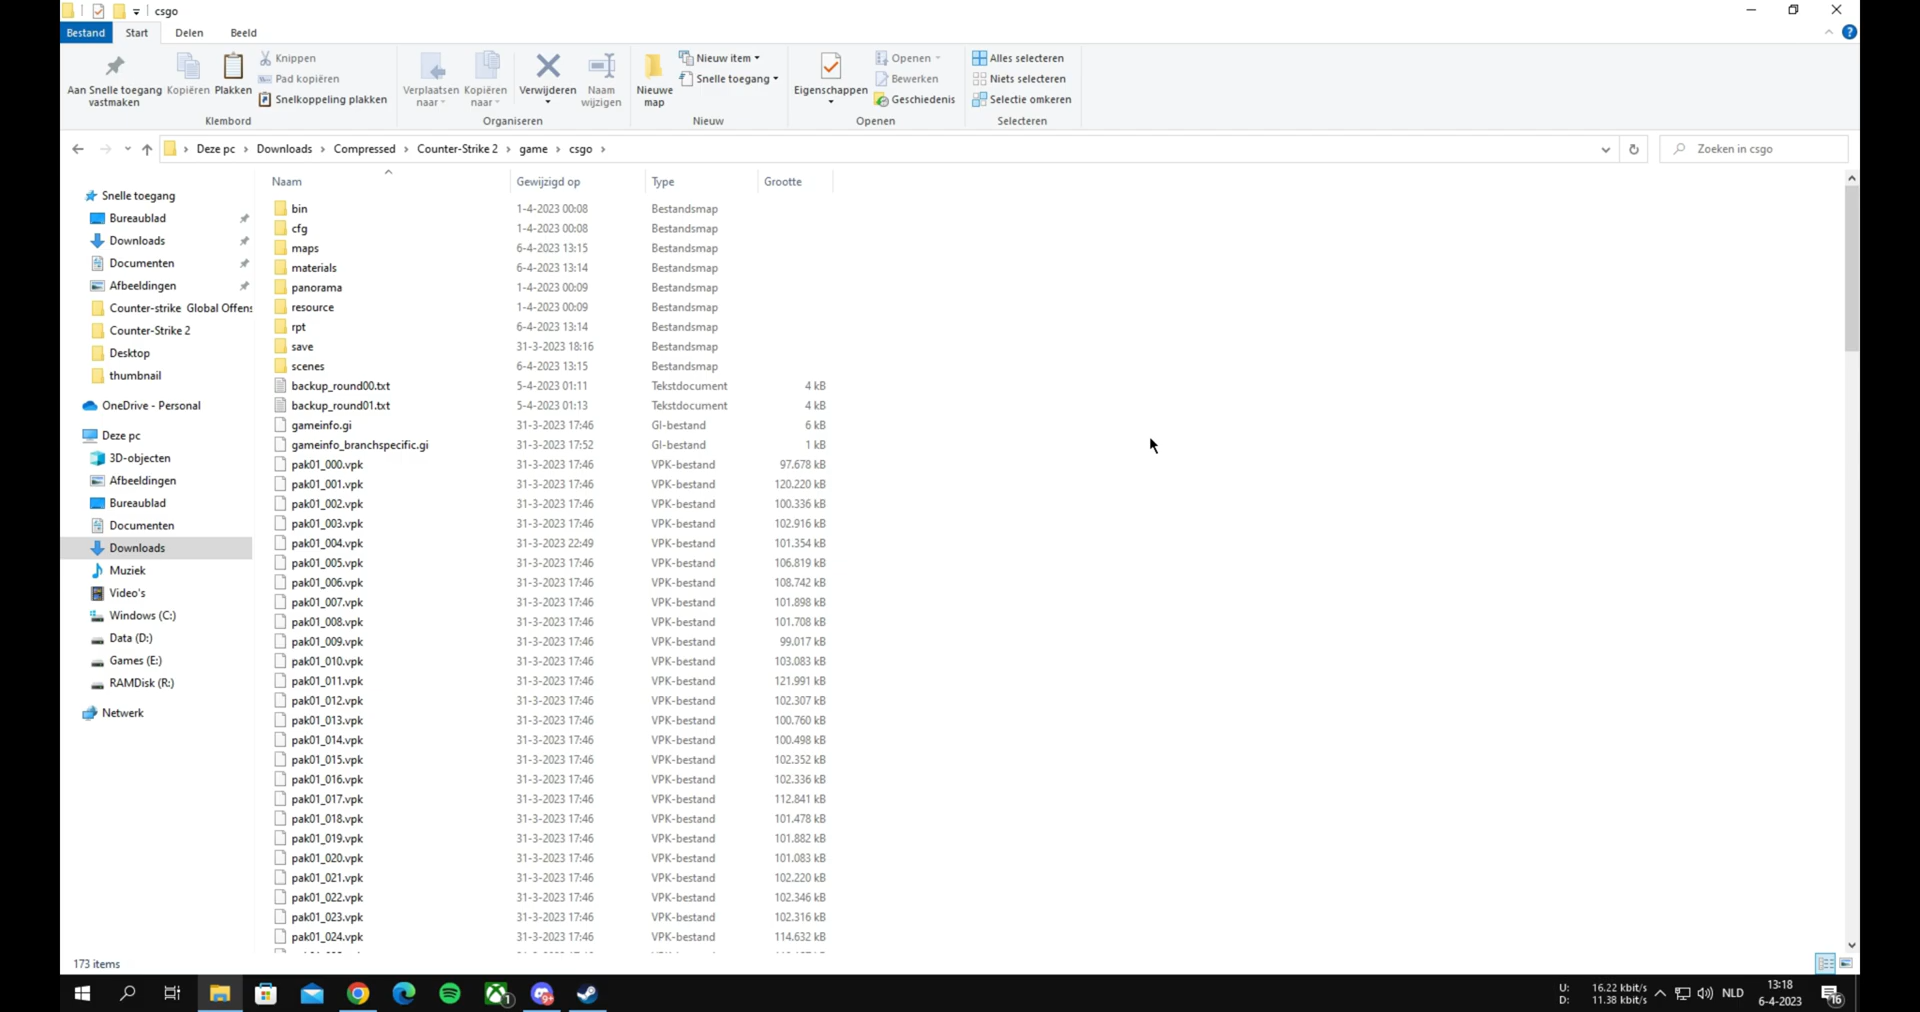 csgo
Bestand Start Delen Beeld
Aan Snelle toegang vastmaken
Kopiëren
Plakken
Knippen
Pad kopiëren
Snelkoppeling plakken
Klembord
Verplaatsen naar
Kopiëren naar
Verwijderen
Naam wijzigen
Organiseren
Nieuwe map
Nieuw item
Snelle toegang
Nieuw
Eigenschappen
Openen
Bewerken
Geschiedenis
Openen
Alles selecteren
Niets selecteren
Selectie omkeren
Selecteren
Deze pc > Downloads > Compressed > Counter-Strike 2 > game > csgo >
Zoeken in csgo
Snelle toegang
Bureaublad
Downloads
Documenten
Afbeeldingen
Counter-strike Global Offens
Counter-Strike 2
Desktop
thumbnail
OneDrive - Personal
Deze pc
3D-objecten
Afbeeldingen
Bureaublad
Documenten
Downloads
Muziek
Video's
Windows (C:)
Data (D:)
Games (E:)
RAMDisk (R:)
Netwerk
Naam Gewijzigd op Type Grootte
bin 1-4-2023 00:08 Bestandsmap
cfg 1-4-2023 00:08 Bestandsmap
maps 6-4-2023 13:15 Bestandsmap
materials 6-4-2023 13:14 Bestandsmap
panorama 1-4-2023 00:09 Bestandsmap
resource 1-4-2023 00:09 Bestandsmap
rpt 6-4-2023 13:14 Bestandsmap
save 31-3-2023 18:16 Bestandsmap
scenes 6-4-2023 13:15 Bestandsmap
backup_round00.txt 5-4-2023 01:11 Tekstdocument 4 kB
backup_round01.txt 5-4-2023 01:13 Tekstdocument 4 kB
gameinfo.gi 31-3-2023 17:46 GI-bestand 6 kB
gameinfo_branchspecific.gi 31-3-2023 17:52 GI-bestand 1 kB
pak01_000.vpk 31-3-2023 17:46 VPK-bestand 97.678 kB
pak01_001.vpk 31-3-2023 17:46 VPK-bestand 120.220 kB
pak01_002.vpk 31-3-2023 17:46 VPK-bestand 100.336 kB
pak01_003.vpk 31-3-2023 17:46 VPK-bestand 102.916 kB
pak01_004.vpk 31-3-2023 22:49 VPK-bestand 101.354 kB
pak01_005.vpk 31-3-2023 17:46 VPK-bestand 106.819 kB
pak01_006.vpk 31-3-2023 17:46 VPK-bestand 108.742 kB
pak01_007.vpk 31-3-2023 17:46 VPK-bestand 101.898 kB
pak01_008.vpk 31-3-2023 17:46 VPK-bestand 101.708 kB
pak01_009.vpk 31-3-2023 17:46 VPK-bestand 99.017 kB
pak01_010.vpk 31-3-2023 17:46 VPK-bestand 103.083 kB
pak01_011.vpk 31-3-2023 17:46 VPK-bestand 121.991 kB
pak01_012.vpk 31-3-2023 17:46 VPK-bestand 102.307 kB
pak01_013.vpk 31-3-2023 17:46 VPK-bestand 100.760 kB
pak01_014.vpk 31-3-2023 17:46 VPK-bestand 100.498 kB
pak01_015.vpk 31-3-2023 17:46 VPK-bestand 102.352 kB
pak01_016.vpk 31-3-2023 17:46 VPK-bestand 102.336 kB
pak01_017.vpk 31-3-2023 17:46 VPK-bestand 112.841 kB
pak01_018.vpk 31-3-2023 17:46 VPK-bestand 101.478 kB
pak01_019.vpk 31-3-2023 17:46 VPK-bestand 101.882 kB
pak01_020.vpk 31-3-2023 17:46 VPK-bestand 101.083 kB
pak01_021.vpk 31-3-2023 17:46 VPK-bestand 102.220 kB
pak01_022.vpk 31-3-2023 17:46 VPK-bestand 102.346 kB
pak01_023.vpk 31-3-2023 17:46 VPK-bestand 102.316 kB
pak01_024.vpk 31-3-2023 17:46 VPK-bestand 114.632 kB
173 items
U: 16.22 kbit/s
D: 11.38 kbit/s
NLD
13:18
6-4-2023
16
1
9+